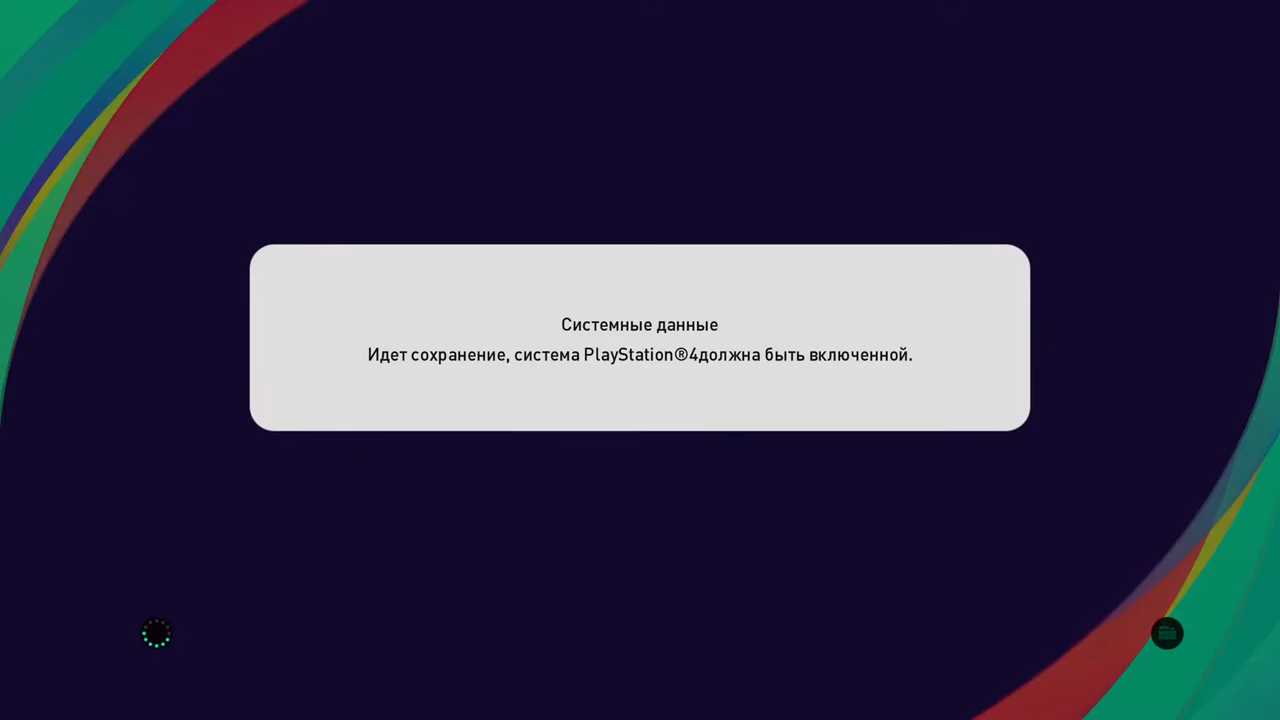 Системные данные
Идет сохранение, система PlayStation®4должна быть включенной.